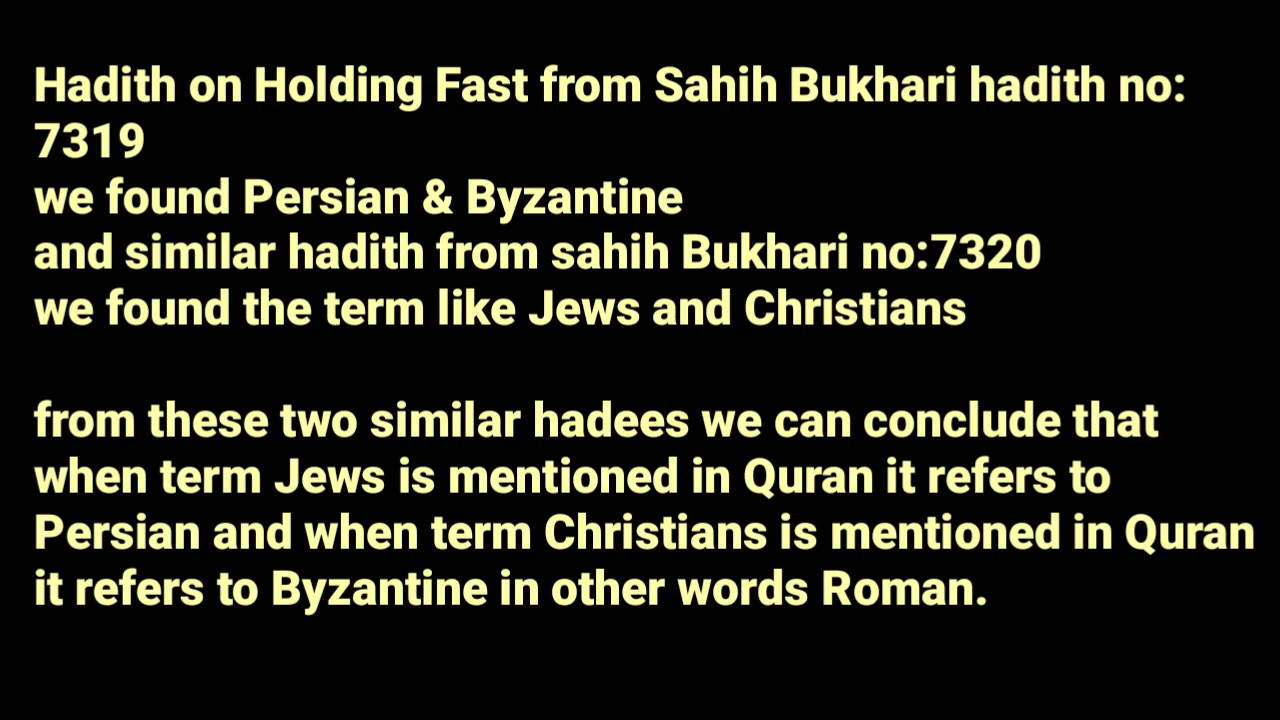 Hadith on Holding Fast from Sahih Bukhari hadith no:
7319
we found Persian & Byzantine
and similar hadith from sahih Bukhari no:7320
we found the term like Jews and Christians
from these two similar hadees we can conclude that
when term Jews is mentioned in Quran it refers to
Persian and when term Christians is mentioned in Quran
it refers to Byzantine in other words Roman.